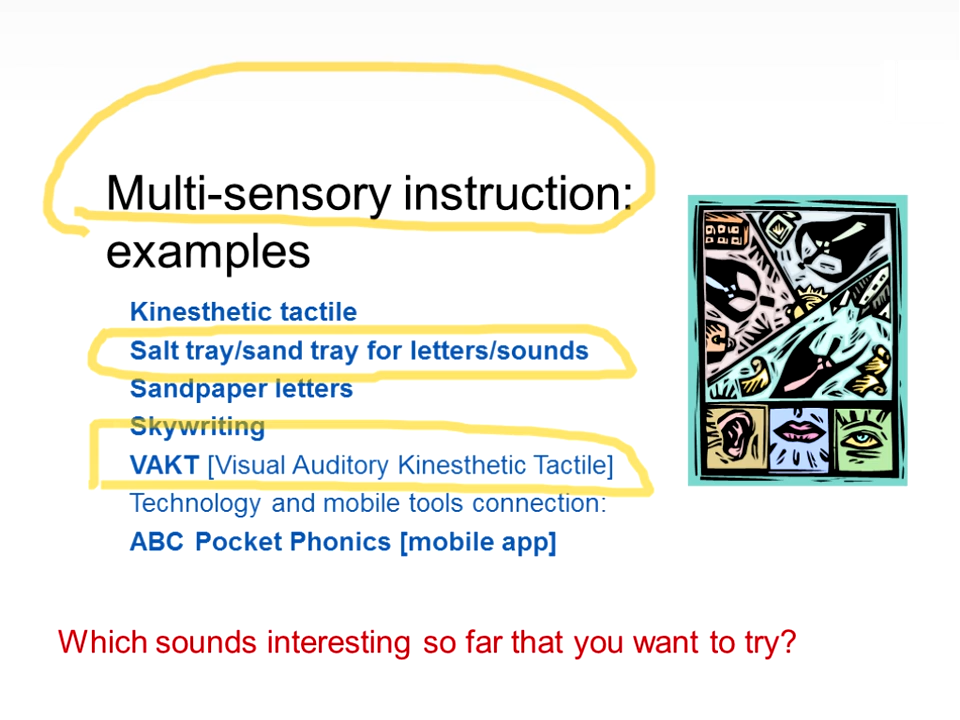 Multi-sensory instruction:
examples
Kinesthetic tactile
Salt tray/sand tray for letters/sounds
Sandpaper letters
Skywriting
VAKT [Visual Auditory Kinesthetic Tactile]
Technology and mobile tools connection:
ABC Pocket Phonics [mobile app]
Which sounds interesting so far that you want to try?